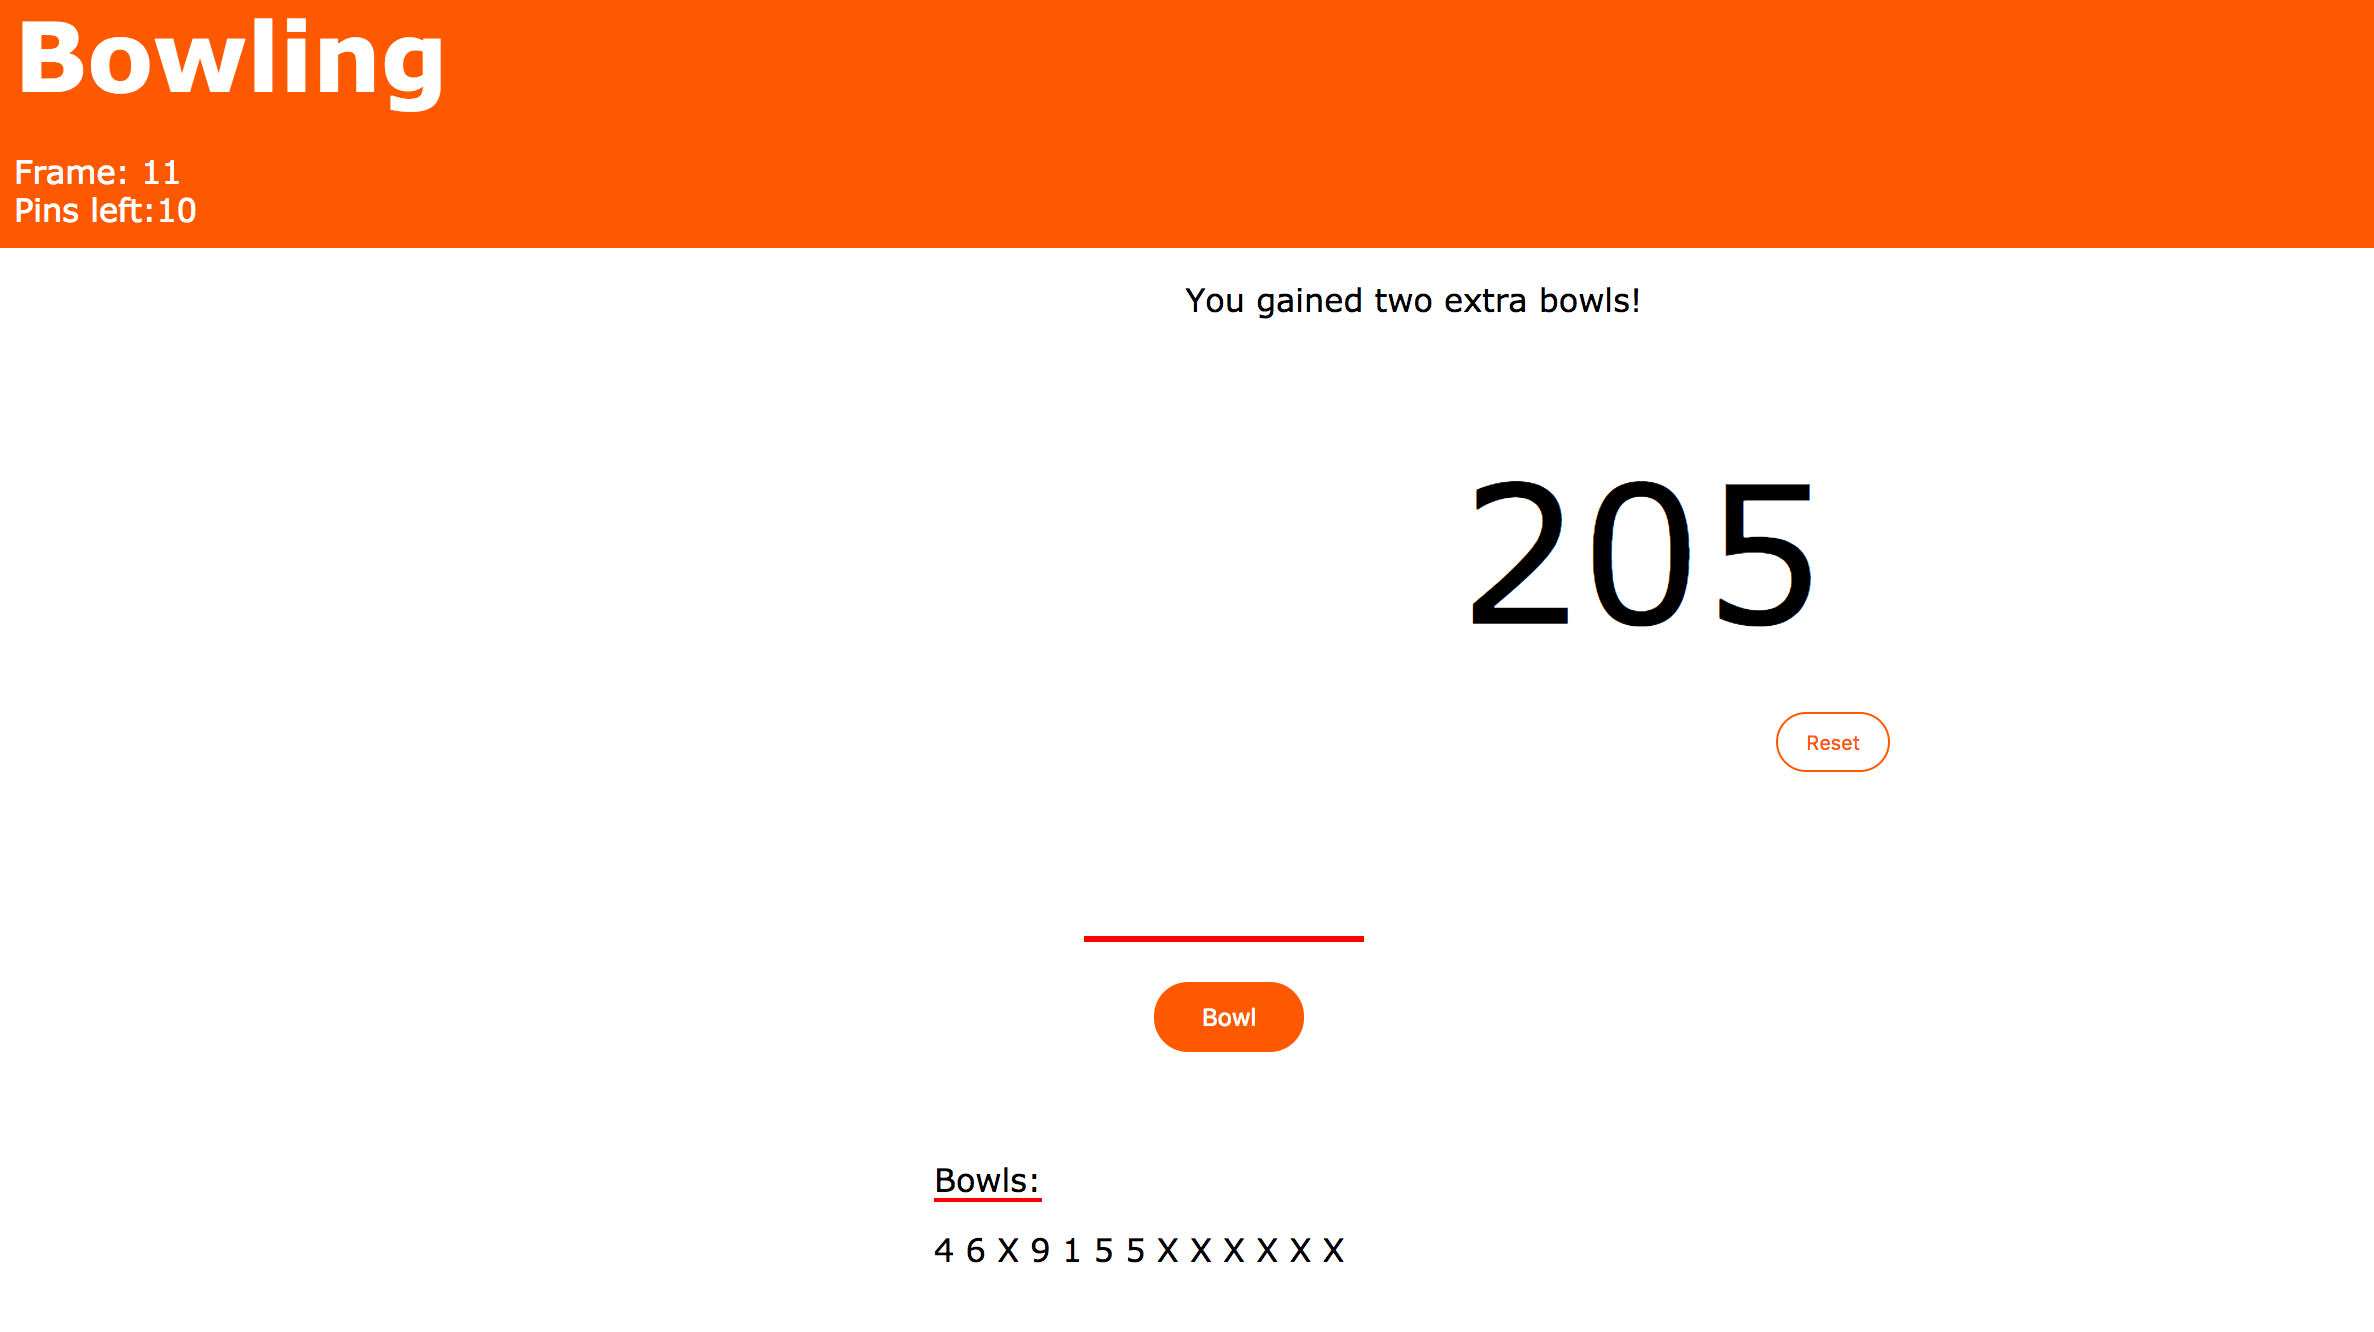 Bowling
Frame: 11
Pins left:10
You gained two extra bowls!
205
Reset
Bowl
Bowls:
4 6 X 9 1 5 5 X X X X X X